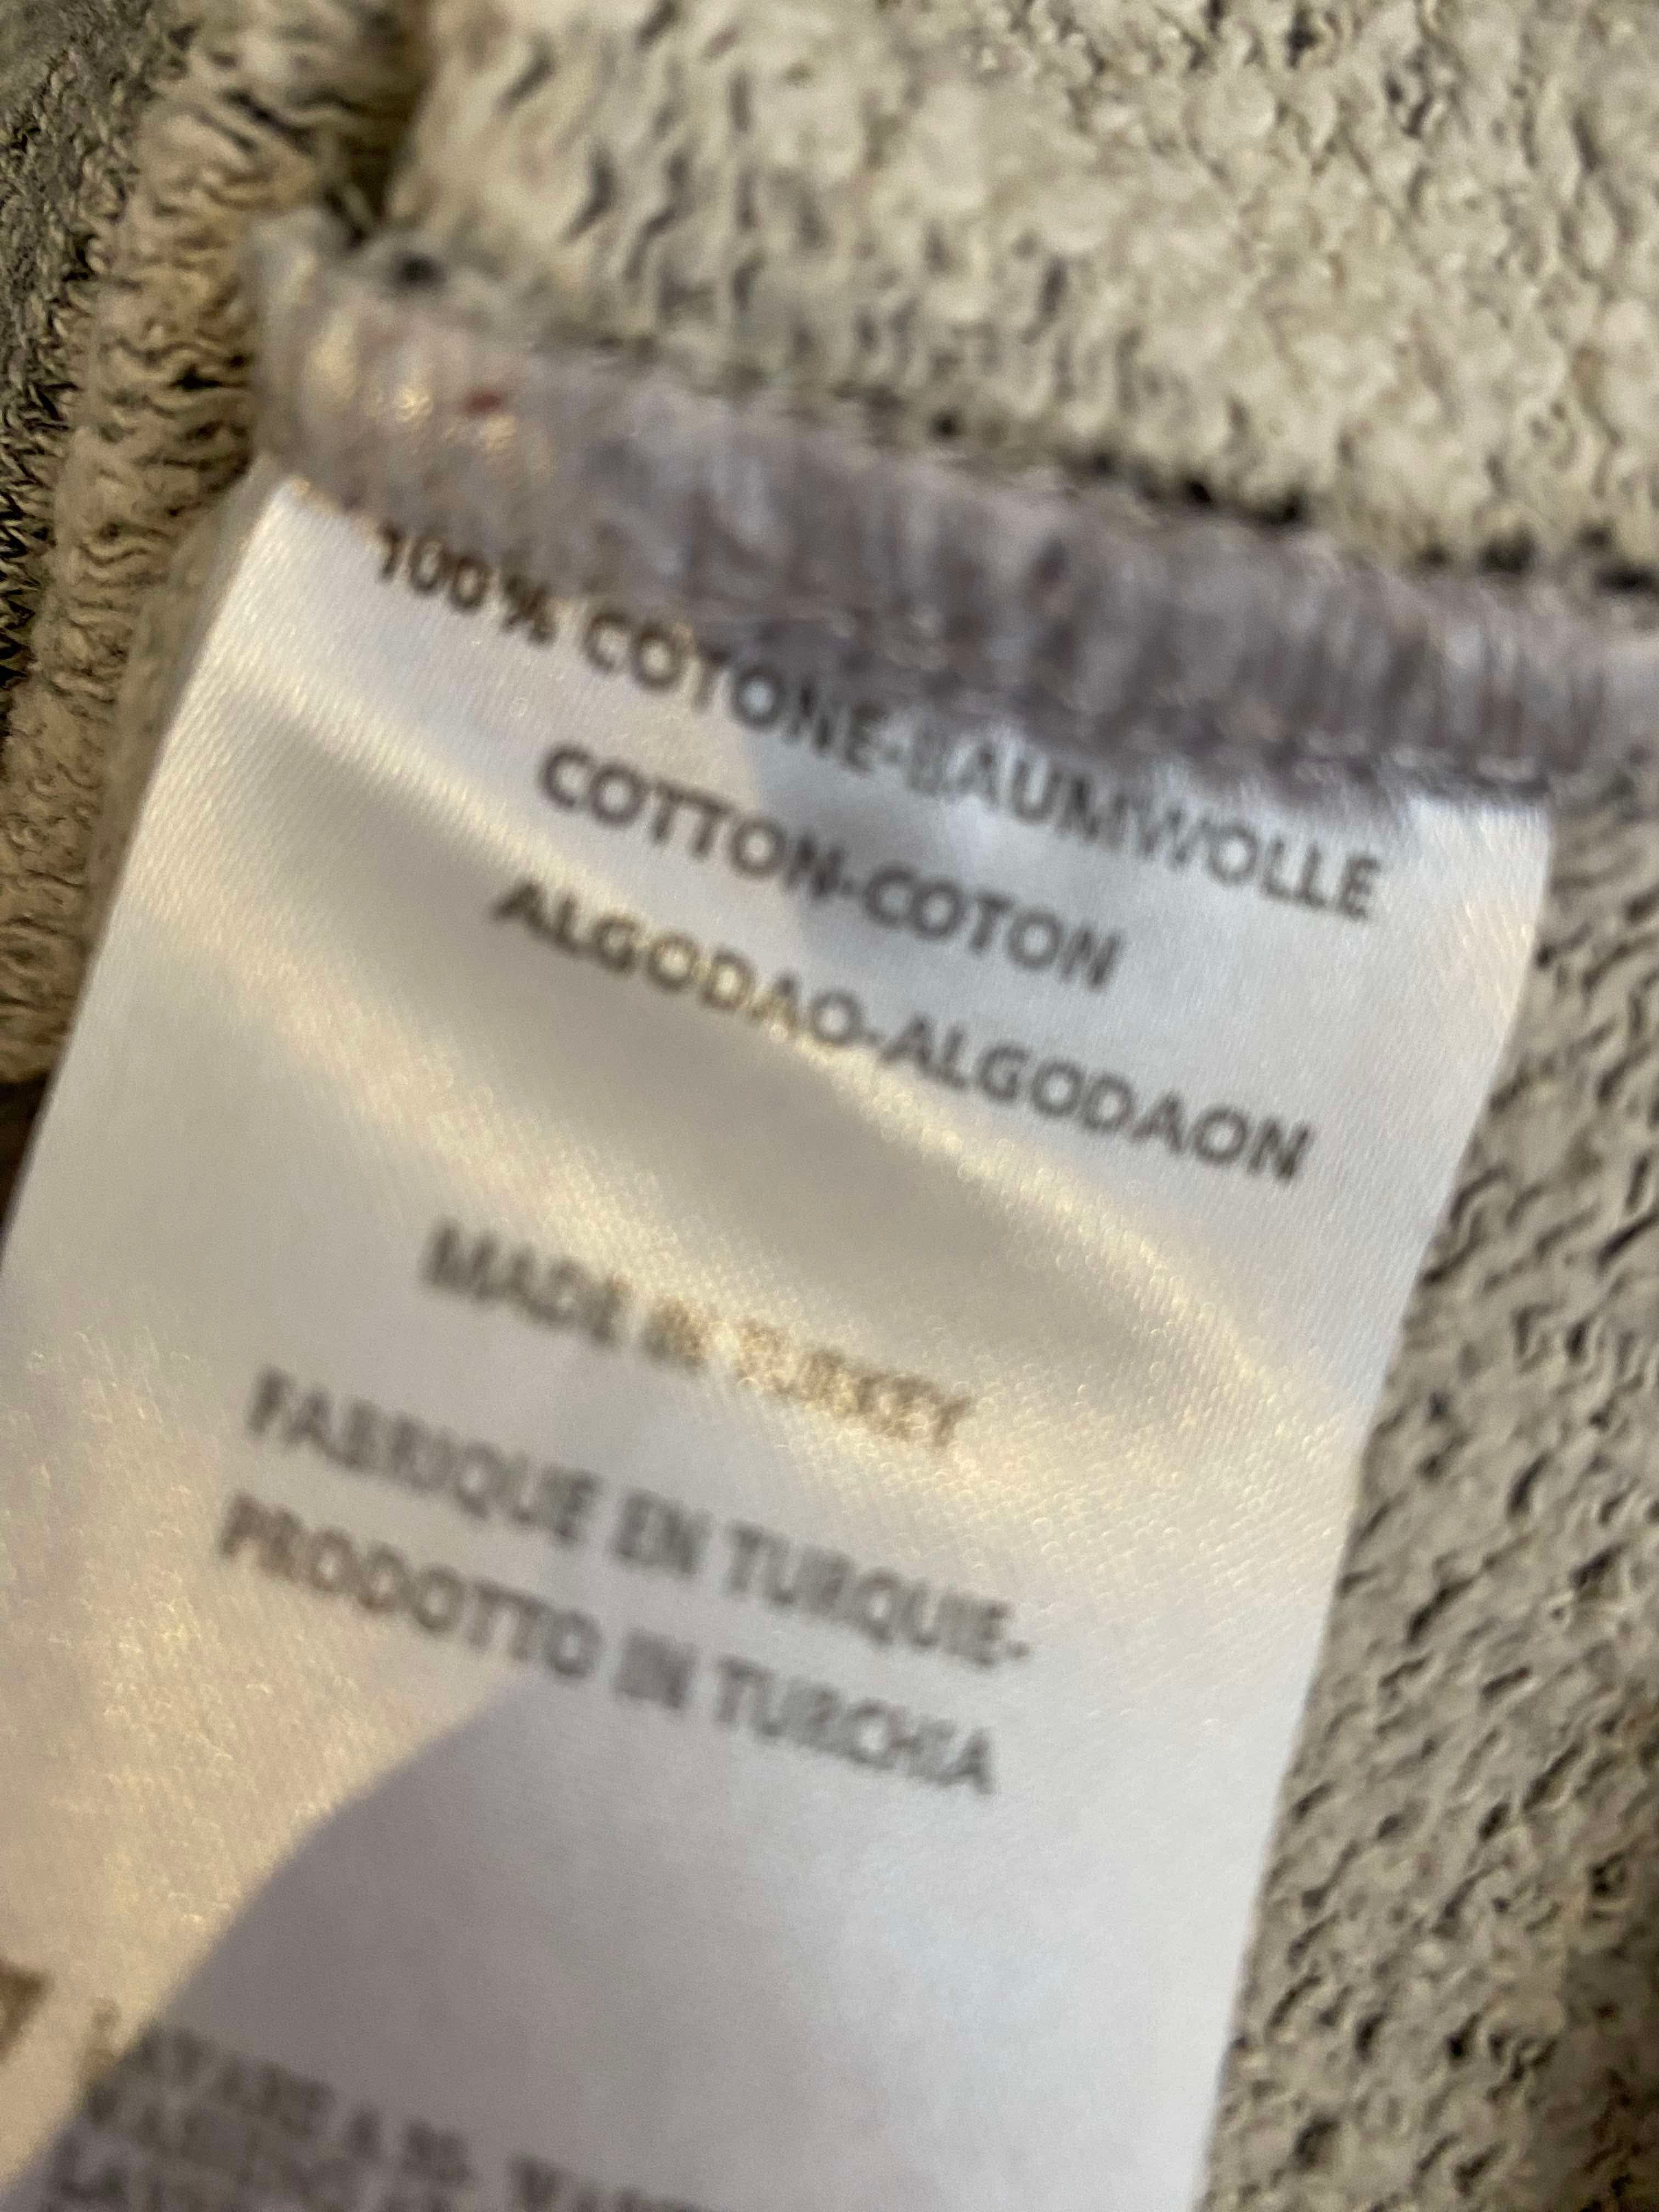 100% COTONE-BAUMWOLLE
COTTON-COTON
ALGODAO-ALGODAON
MADE IN TURKEY
FABRIQUE EN TURQUIE-
PRODOTTO IN TURCHIA